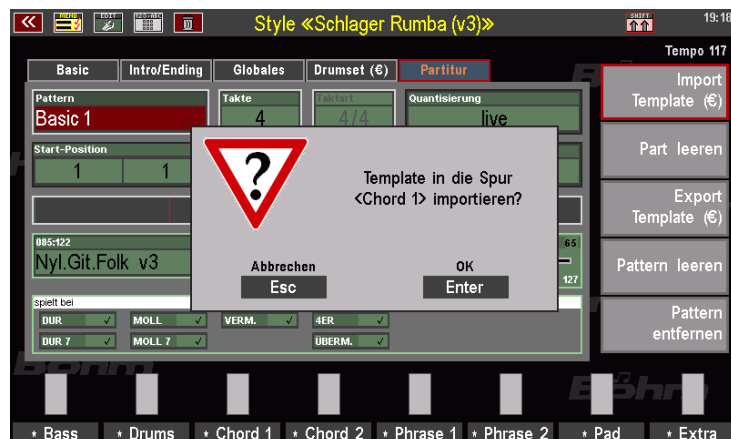 MENU
EDIT
Style «Schlager Rumba (v3)»
SHIFT
19:18
Tempo 117
Basic
Intro/Ending
Globales
Drumset (€)
Partitur
Import
Template (€)
Pattern
Basic 1
Takte
4
Taktart
4/4
Quantisierung
live
Part leeren
Start-Position
1
1
?
Template in die Spur
<Chord 1> importieren?
Export
Template (€)
085:122
Nyl.Git.Folk v3
65
127
Abbrechen
Esc
OK
Enter
Pattern leeren
spielt bei
DUR ✓
MOLL ✓
VERM. ✓
4ER ✓
DUR 7 ✓
MOLL 7 ✓
ÜBERM. ✓
Pattern
entfernen
Böhm
* Bass
* Drums
* Chord 1
* Chord 2
* Phrase 1
* Phrase 2
* Pad
* Extra